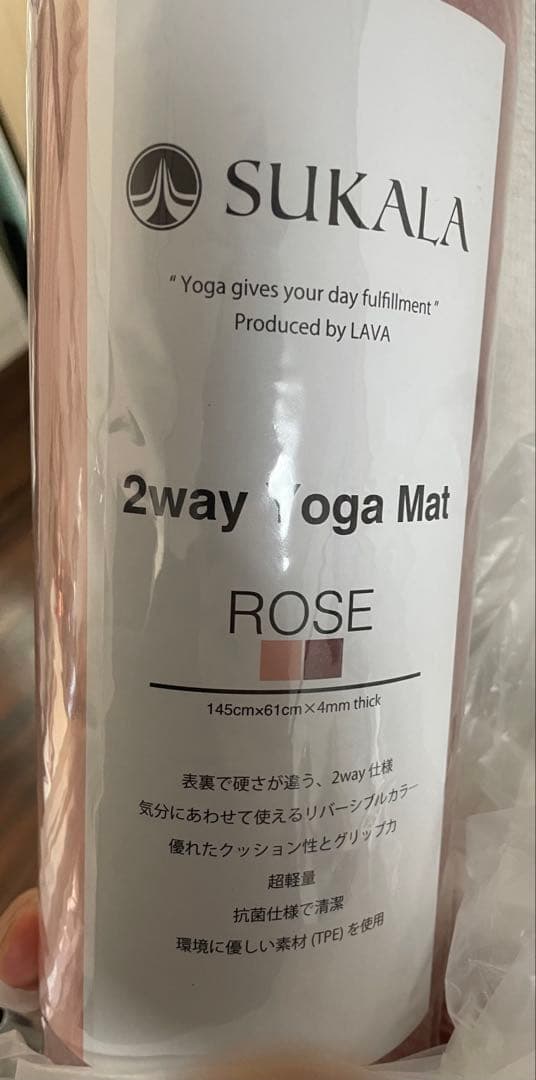 SUKALA
"Yoga gives your day fulfillment"
Produced by LAVA
2way Yoga Mat
ROSE
145cm×61cm×4mm thick
表裏で硬さが違う、2way 仕様
気分にあわせて使えるリバーシブルカラー
優れたクッション性とグリップ力
超軽量
抗菌仕様で清潔
環境に優しい素材 (TPE) を使用